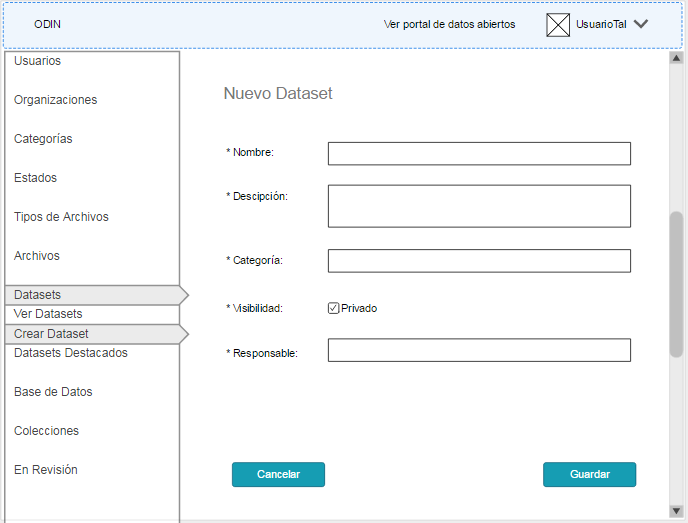 ODIN
Ver portal de datos abiertos
UsuarioTal
Usuarios
Organizaciones
Categorías
Estados
Tipos de Archivos
Archivos
Datasets
Ver Datasets
Crear Dataset
Datasets Destacados
Base de Datos
Colecciones
En Revisión
Nuevo Dataset
* Nombre:
* Descipción:
* Categoría:
* Visibilidad:
Privado
* Responsable:
Cancelar
Guardar